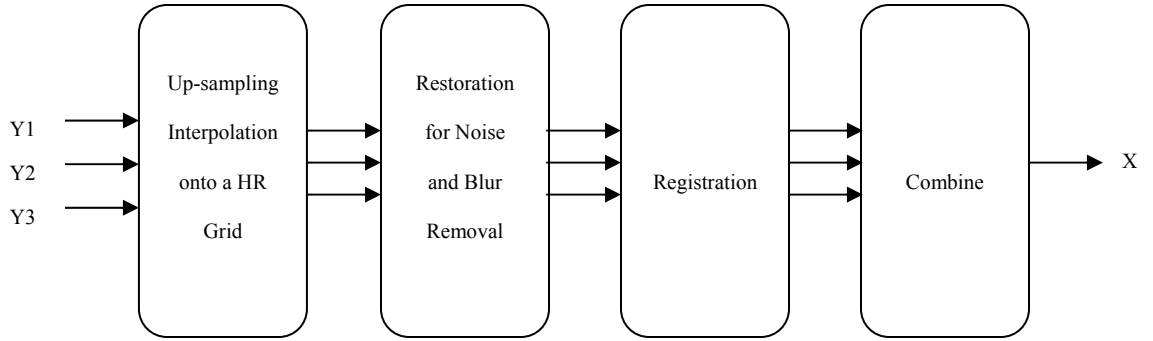 Y1
Y2
Y3
Up-sampling
Interpolation
onto a HR
Grid
Restoration
for Noise
and Blur
Removal
Registration
Combine
X